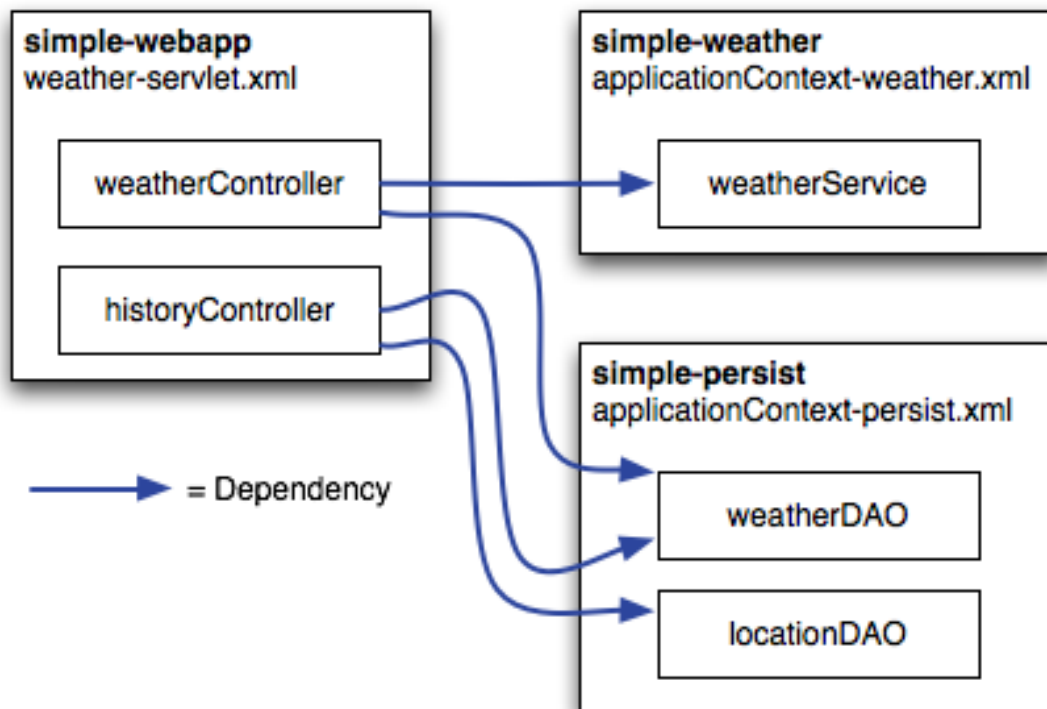 simple-webapp
weather-servlet.xml
weatherController
historyController
= Dependency
simple-weather
applicationContext-weather.xml
weatherService
simple-persist
applicationContext-persist.xml
weatherDAO
locationDAO